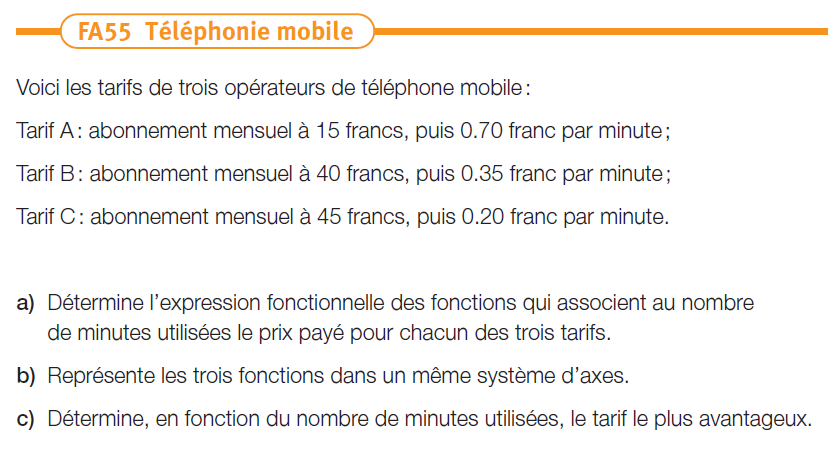 FA55 Téléphonie mobile
Voici les tarifs de trois opérateurs de téléphone mobile :
Tarif A : abonnement mensuel à 15 francs, puis 0.70 franc par minute ;
Tarif B : abonnement mensuel à 40 francs, puis 0.35 franc par minute ;
Tarif C : abonnement mensuel à 45 francs, puis 0.20 franc par minute.
a) Détermine l’expression fonctionnelle des fonctions qui associent au nombre
de minutes utilisées le prix payé pour chacun des trois tarifs.
b) Représente les trois fonctions dans un même système d’axes.
c) Détermine, en fonction du nombre de minutes utilisées, le tarif le plus avantageux.